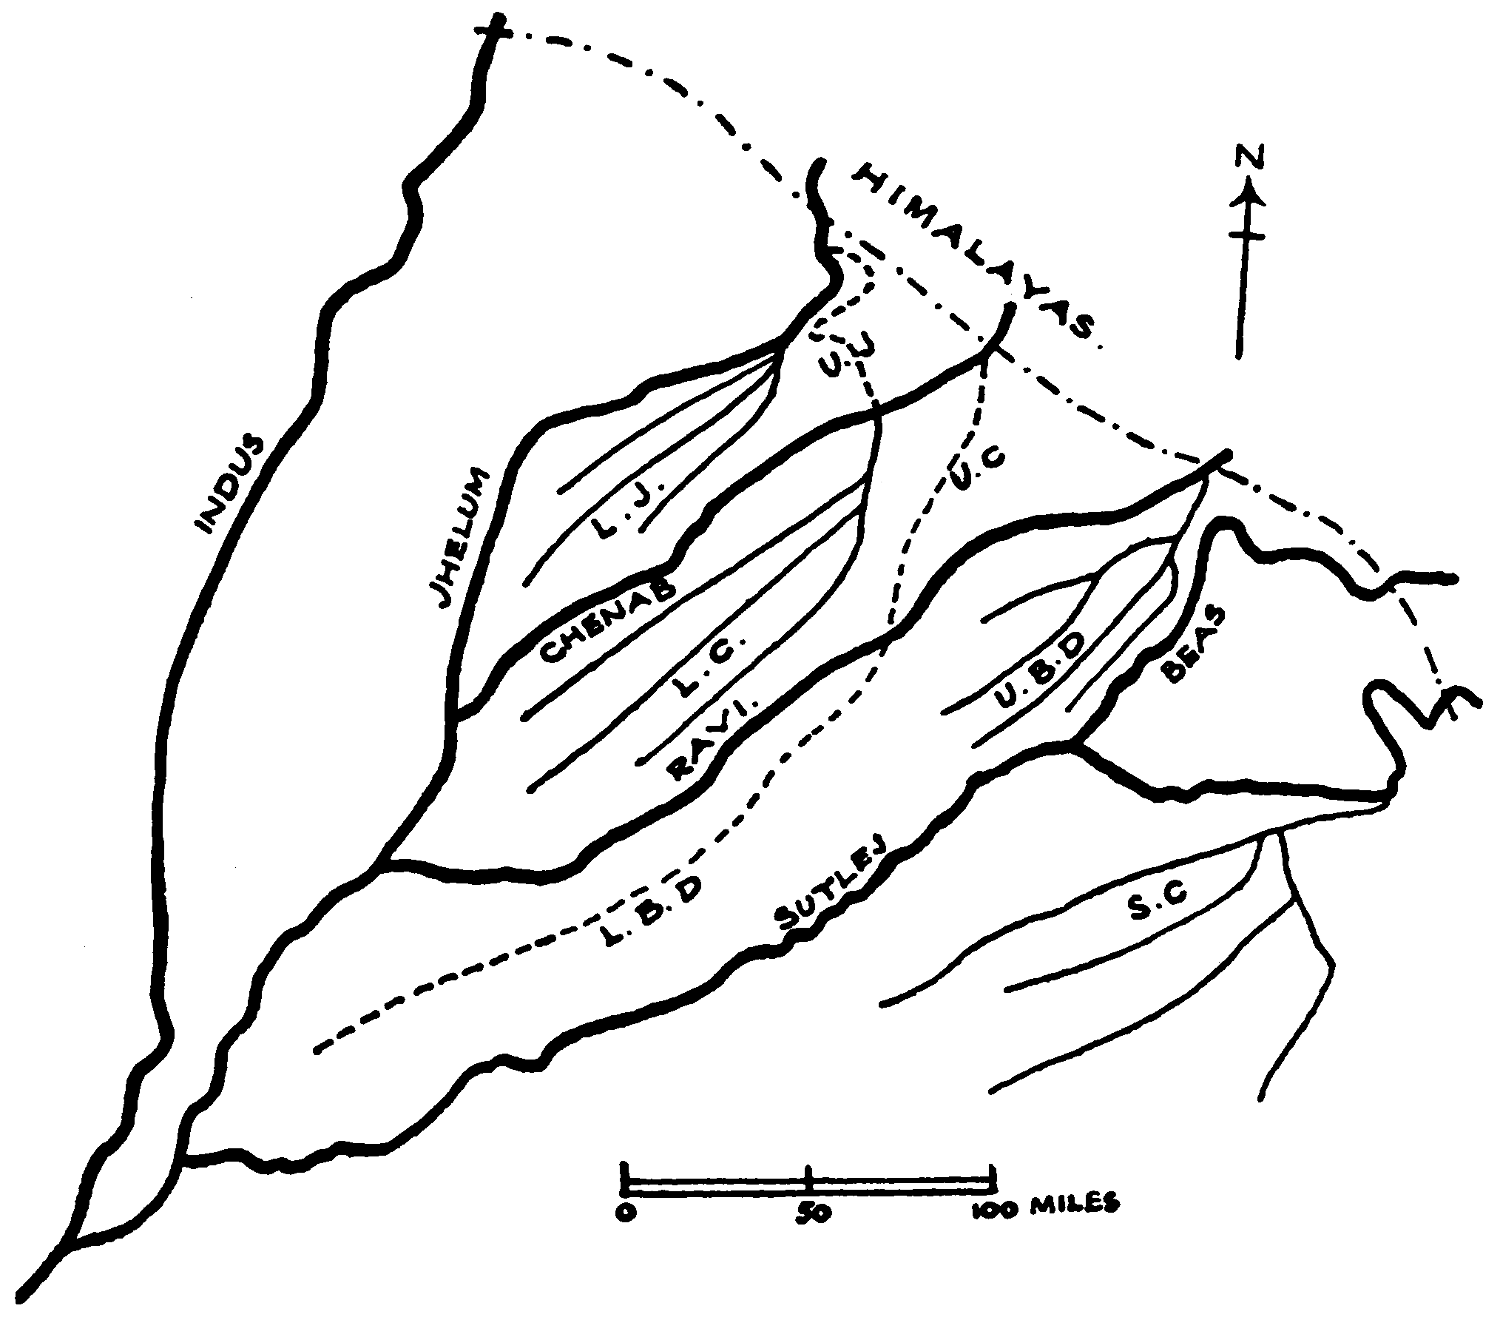 N
HIMALAYAS.
U.J
INDUS
JHELUM
L.J.
U.C
CHENAB
L.C.
RAVI.
U.B.D
BEAS
SUTLEJ
L.B.D
S.C
0 50 100 MILES